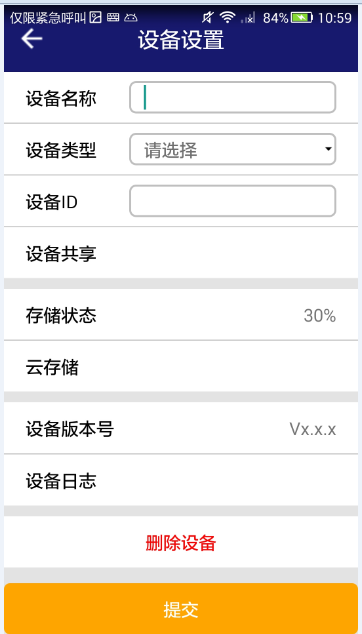 仅限紧急呼叫 84% 10:59
设备设置
设备名称
设备类型 请选择
设备ID
设备共享
存储状态 30%
云存储
设备版本号 Vx.x.x
设备日志
删除设备
提交